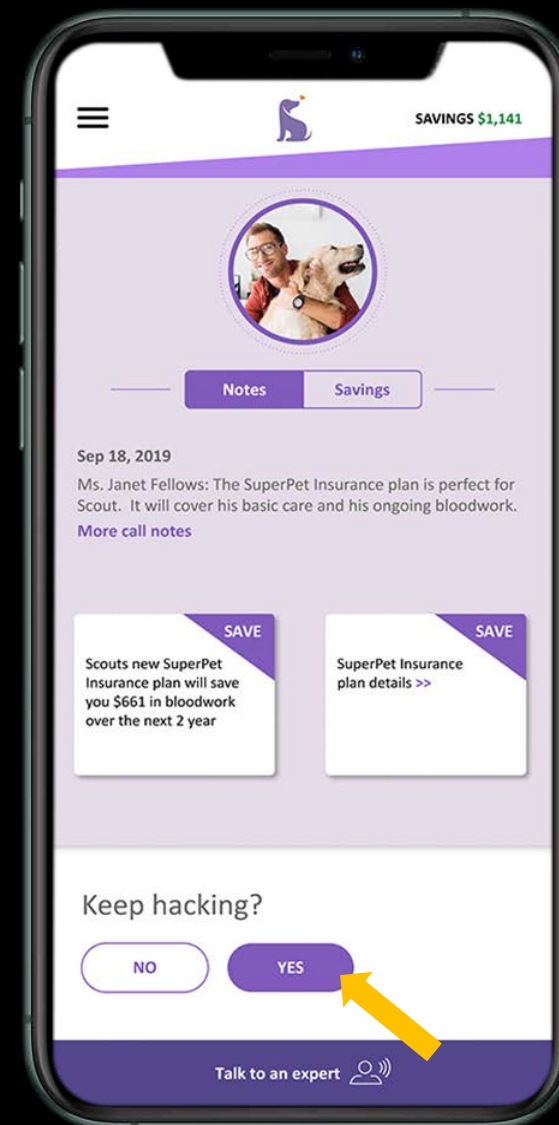 SAVINGS $1,141
Notes
Savings
Sep 18, 2019
Ms. Janet Fellows: The SuperPet Insurance plan is perfect for
Scout. It will cover his basic care and his ongoing bloodwork.
More call notes
SAVE
Scouts new SuperPet
Insurance plan will save
you $661 in bloodwork
over the next 2 year
SAVE
SuperPet Insurance
plan details >>
Keep hacking?
NO
YES
Talk to an expert